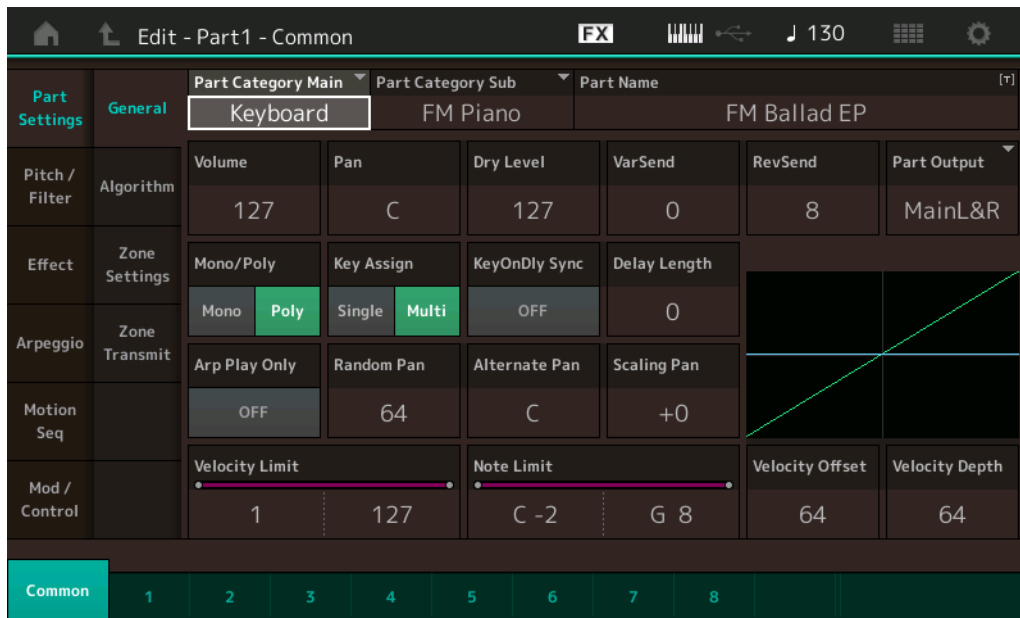 Edit - Part1 - Common
FX
130
Part
Settings
General
Part Category Main
Keyboard
Part Category Sub
FM Piano
Part Name
[T]
FM Ballad EP
Pitch /
Filter
Algorithm
Volume
127
Pan
C
Dry Level
127
VarSend
0
RevSend
8
Part Output
MainL&R
Effect
Zone
Settings
Mono/Poly
Mono Poly
Key Assign
Single Multi
KeyOnDly Sync
OFF
Delay Length
0
Arpeggio
Zone
Transmit
Arp Play Only
OFF
Random Pan
64
Alternate Pan
C
Scaling Pan
+0
Motion
Seq
Mod /
Control
Velocity Limit
1 127
Note Limit
C -2 G 8
Velocity Offset
64
Velocity Depth
64
Common 1 2 3 4 5 6 7 8